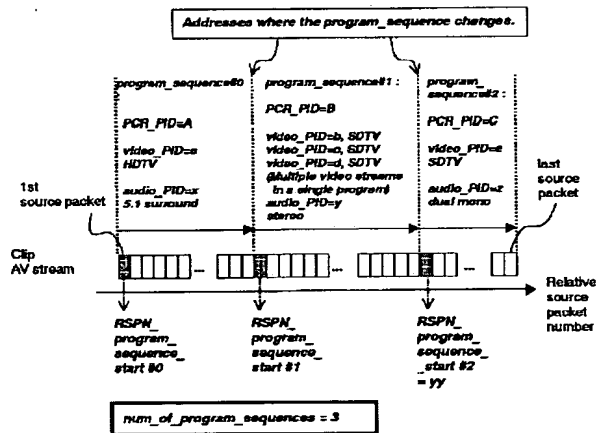 Addresses where the program_sequence changes.
program_sequence#0
PCR_PID=A
video_PID=a
HDTV
audio_PID=x
5.1 surround
program_sequence#1 :
PCR_PID=B
video_PID=b, SDTV
video_PID=c, SDTV
video_PID=d, SDTV
(Multiple video streams
in a single program)
audio_PID=y
stereo
program_
sequence#2 :
PCR_PID=C
video_PID=e
SDTV
audio_PID=z
dual mono
1st
source
packet
last
source
packet
Clip
AV stream
...
...
...
Relative
source
packet
number
RSPN_
program_
sequence_
start #0
RSPN_
program_
sequence_
start #1
RSPN_
program_
sequence_
_start #2
= yy
num_of_program_sequences = 3